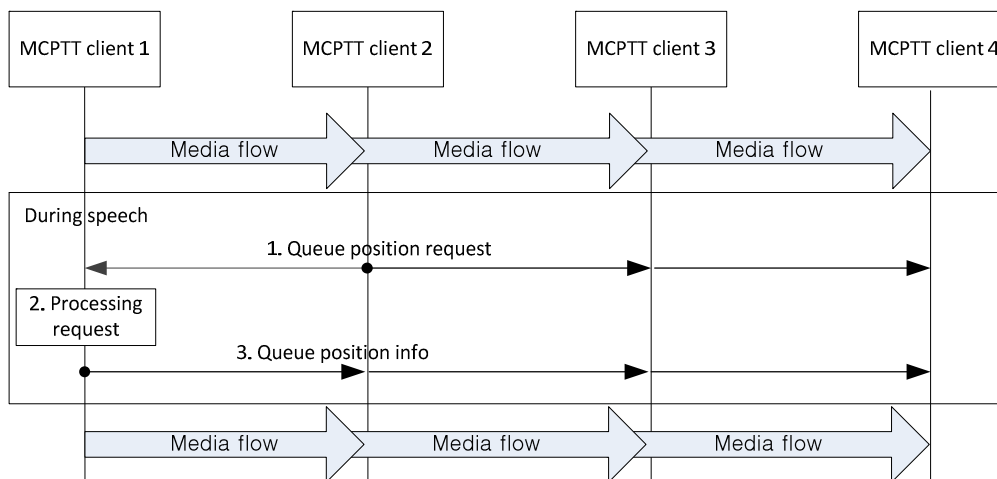 MCPTT client 1
MCPTT client 2
MCPTT client 3
MCPTT client 4
Media flow
Media flow
Media flow
During speech
1. Queue position request
2. Processing
request
3. Queue position info
Media flow
Media flow
Media flow